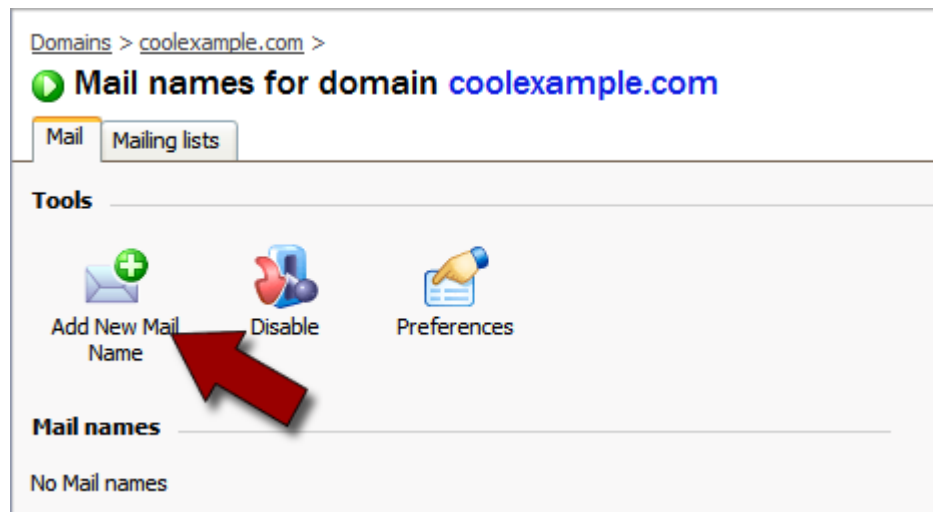 Domains > coolexample.com >
Mail names for domain coolexample.com
Mail Mailing lists
Tools
Add New Mail Disable Preferences
Name
Mail names
No Mail names